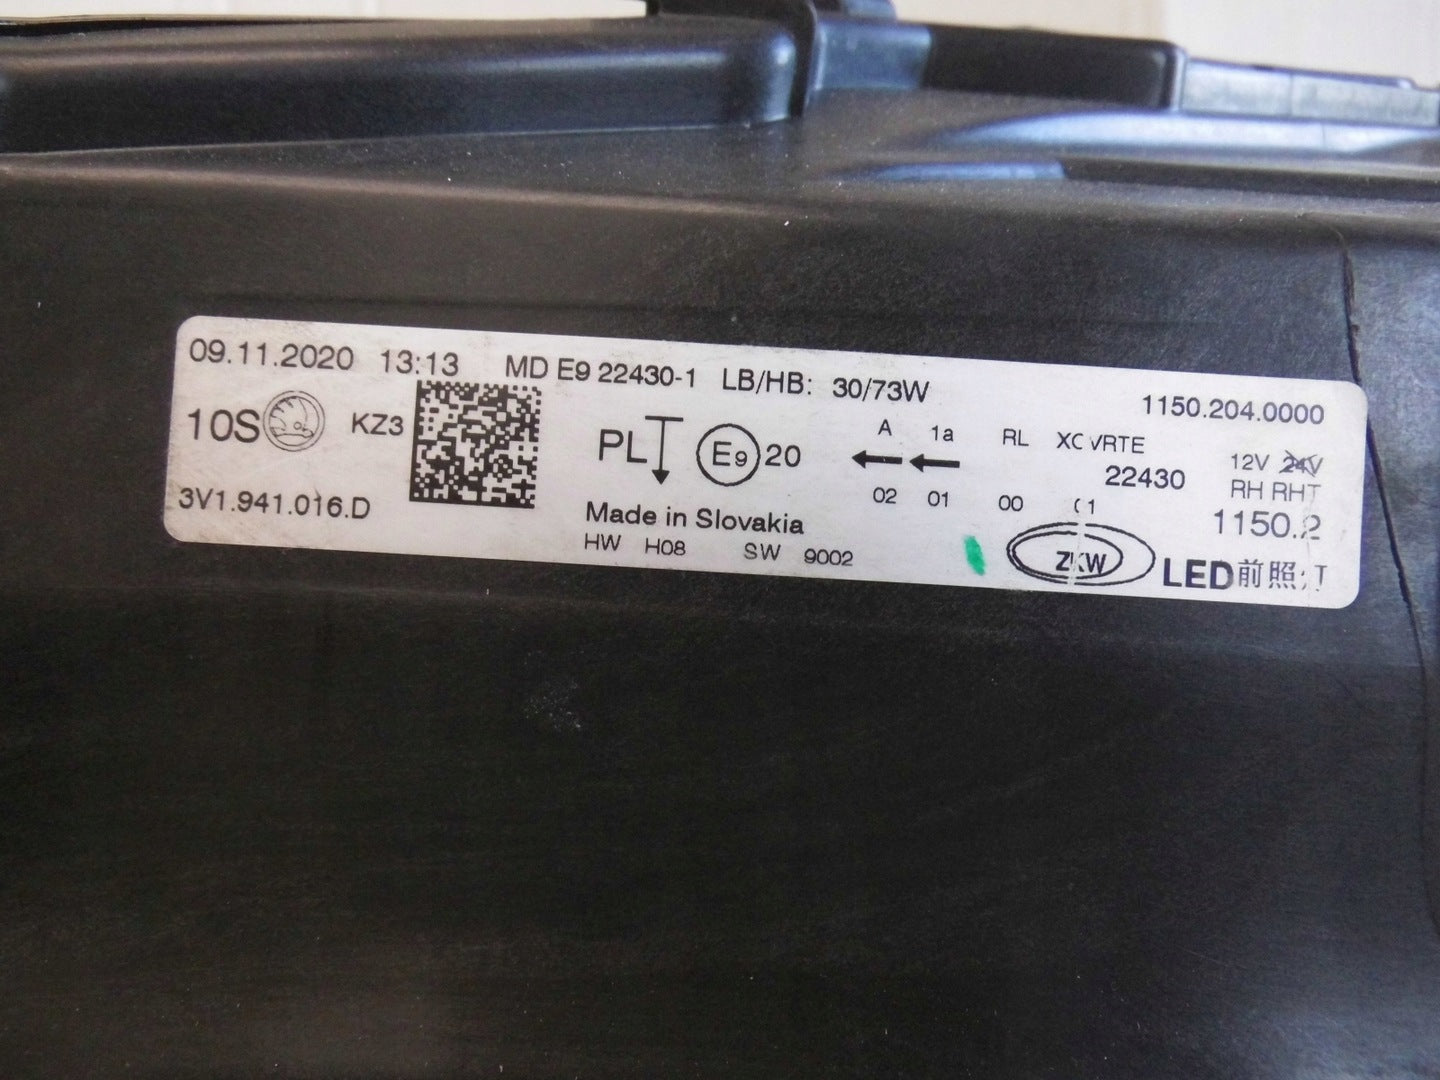 09.11.2020 13:13 MD E9 22430-1 LB/HB: 30/73W 1150.204.0000
10S KZ3 PL E9 20 A 1a RL VRTE 12V 24V
02 01 00 22430 RH RHT
3V1.941.016.D Made in Slovakia 1150.2
HW H08 SW 9002 ZKW LED前照灯